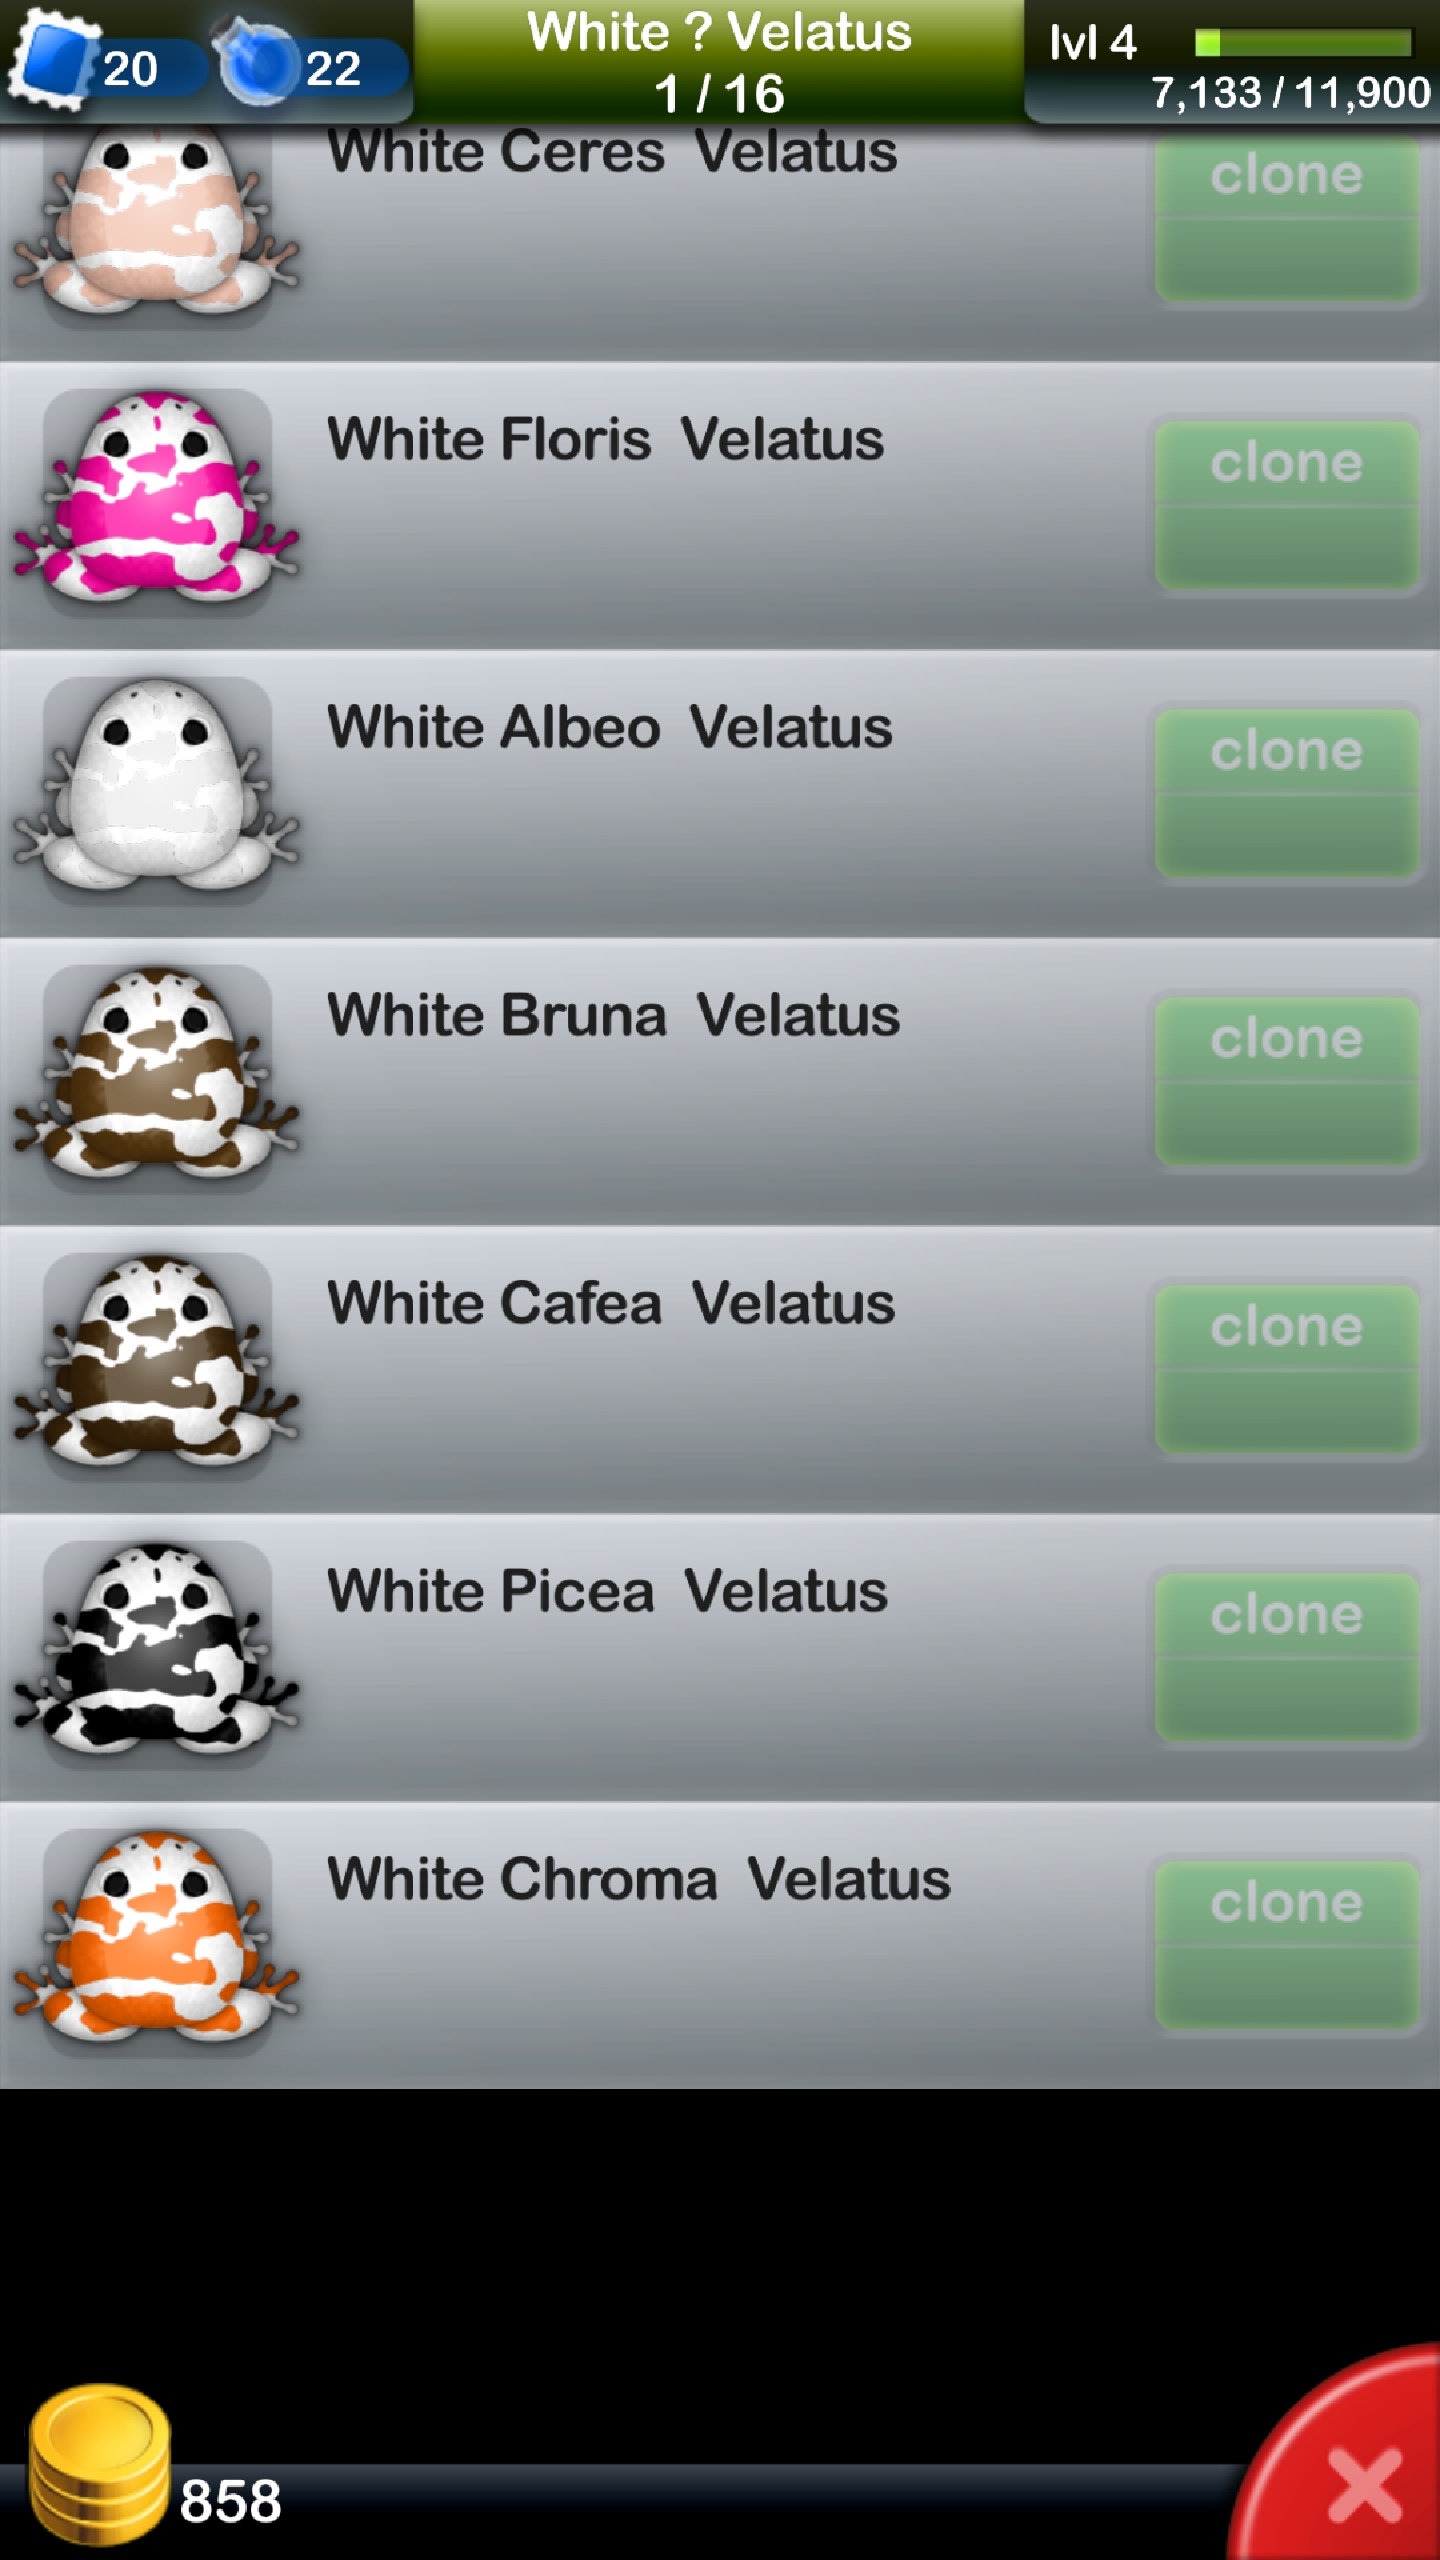 20
22
White ? Velatus
1 / 16
lvl 4
7,133 / 11,900
White Ceres Velatus
clone
White Floris Velatus
clone
White Albeo Velatus
clone
White Bruna Velatus
clone
White Cafea Velatus
clone
White Picea Velatus
clone
White Chroma Velatus
clone
858